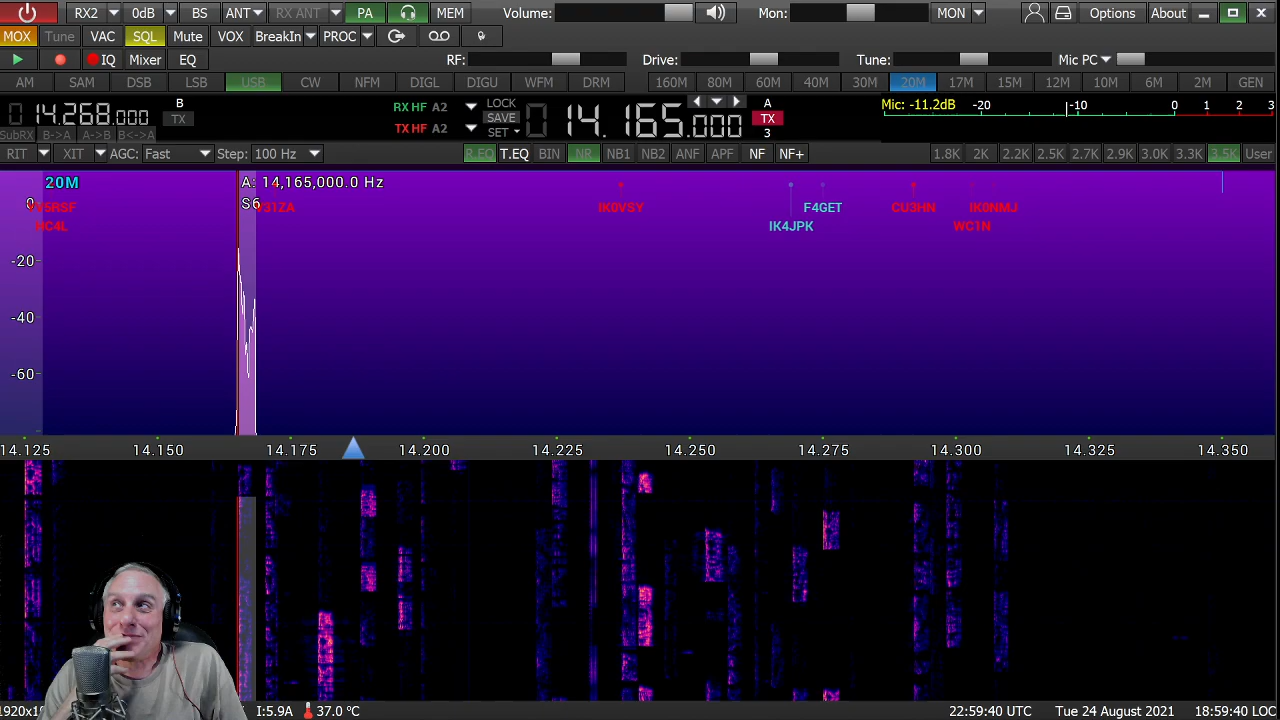 RX2 0dB BS ANT RX ANT PA MEM Volume: Mon: MON Options About
MOX Tune VAC SQL Mute VOX BreakIn PROC
IQ Mixer EQ RF: Drive: Tune: Mic PC
AM SAM DSB LSB USB CW NFM DIGL DIGU WFM DRM 160M 80M 60M 40M 30M 20M 17M 15M 12M 10M 6M 2M GEN
0 14.268.000 B TX RX HF A2 LOCK SAVE 0 14.165.000 A TX 3 Mic: -11.2dB -20 -10 0 1 2 3
SubRX B->A A->B B<->A TX HF A2 SET
RIT XIT AGC: Fast Step: 100 Hz R.EQ T.EQ BIN NR NB1 NB2 ANF APF NF NF+ 1.8K 2K 2.2K 2.5K 2.7K 2.9K 3.0K 3.3K 3.5K User
20M A: 14,165,000.0 Hz
0 S6 IK0VSY F4GET CU3HN IK0NMJ
IK4JPK WC1N
-20
-40
-60
14.125 14.150 14.175 14.200 14.225 14.250 14.275 14.300 14.325 14.350
I:5.9A 37.0 °C 22:59:40 UTC Tue 24 August 2021 18:59:40 LOC